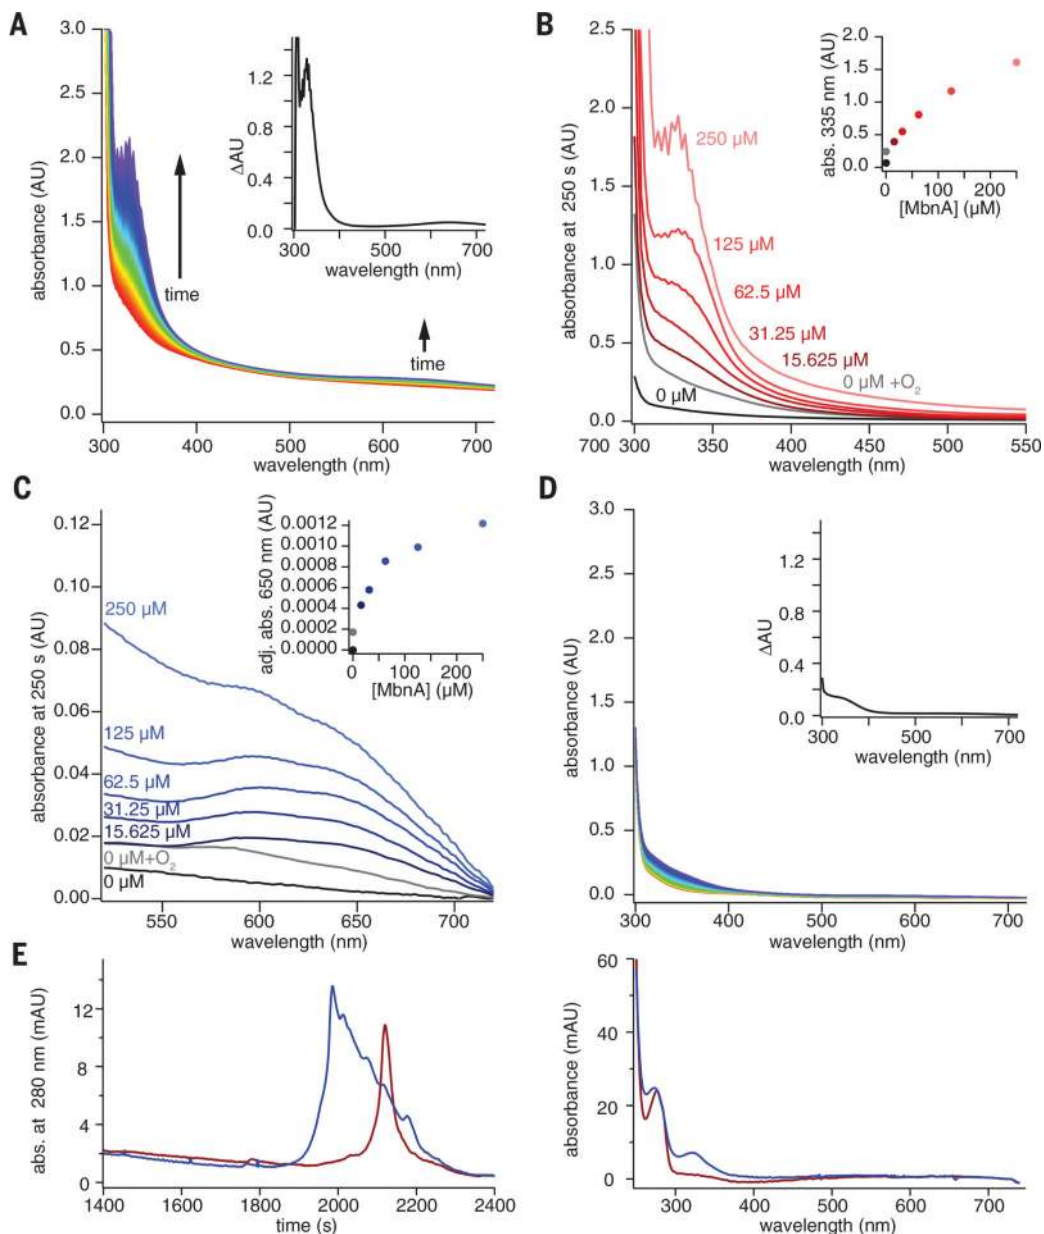 A
3.0
2.5
2.0
1.5
1.0
0.5
0.0
absorbance (AU)
300
400
500
600
700
wavelength (nm)
time
time
1.2
0.8
0.4
0.0
ΔAU
300
400
500
600
700
wavelength (nm)
B
2.5
2.0
1.5
1.0
0.5
0.0
absorbance at 250 s (AU)
700
300
350
400
450
500
550
wavelength (nm)
250 µM
125 µM
62.5 µM
31.25 µM
15.625 µM
0 µM +O₂
0 µM
2.0
1.5
1.0
0.5
0.0
abs. 335 nm (AU)
0
100
200
[MbnA] (µM)
C
0.12
0.10
0.08
0.06
0.04
0.02
0.00
absorbance at 250 s (AU)
550
600
650
700
wavelength (nm)
250 µM
125 µM
62.5 µM
31.25 µM
15.625 µM
0 µM+O₂
0 µM
0.0012
0.0010
0.0008
0.0006
0.0004
0.0002
0.0000
adj. abs. 650 nm (AU)
0
100
200
[MbnA] (µM)
D
3.0
2.5
2.0
1.5
1.0
0.5
0.0
absorbance (AU)
300
400
500
600
700
wavelength (nm)
1.2
0.8
0.4
0.0
ΔAU
300
400
500
600
700
wavelength (nm)
E
12
8
4
0
abs. at 280 nm (mAU)
1400
1600
1800
2000
2200
2400
time (s)
60
40
20
0
absorbance (mAU)
300
400
500
600
700
wavelength (nm)